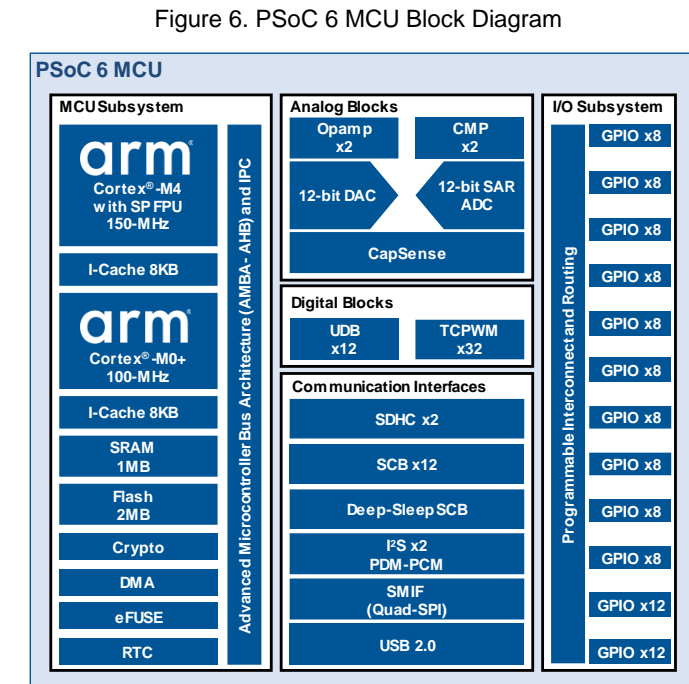 Figure 6. PSoC 6 MCU Block Diagram
PSoC 6 MCU
MCU Subsystem
arm®
Cortex®-M4
with SP FPU
150-MHz
I-Cache 8KB
arm®
Cortex®-M0+
100-MHz
I-Cache 8KB
SRAM
1MB
Flash
2MB
Crypto
DMA
eFUSE
RTC
Advanced Microcontroller Bus Architecture (AMBA- AHB) and IPC
Analog Blocks
Opamp
x2
CMP
x2
12-bit DAC
12-bit SAR
ADC
CapSense
Digital Blocks
UDB
x12
TCPWM
x32
Communication Interfaces
SDHC x2
SCB x12
Deep-Sleep SCB
I²S x2
PDM-PCM
SMIF
(Quad-SPI)
USB 2.0
I/O Subsystem
Programmable Interconnect and Routing
GPIO x8
GPIO x8
GPIO x8
GPIO x8
GPIO x8
GPIO x8
GPIO x8
GPIO x8
GPIO x8
GPIO x8
GPIO x12
GPIO x12